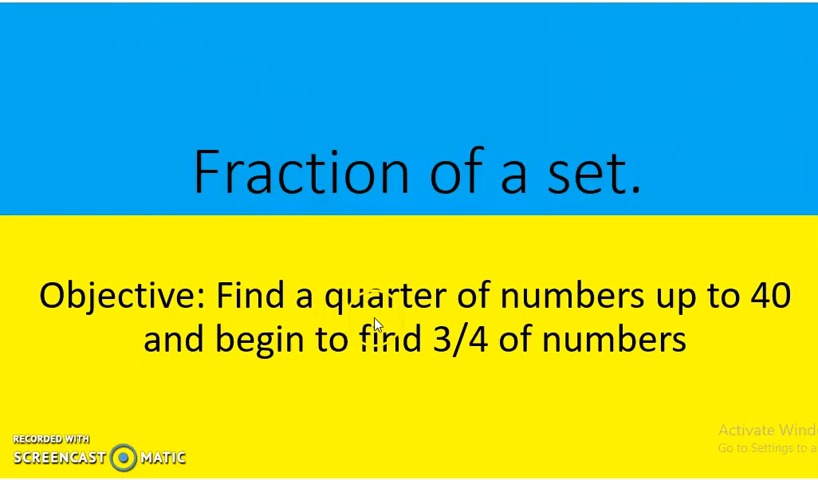 Fraction of a set.
Objective: Find a quarter of numbers up to 40
and begin to find 3/4 of numbers
RECORDED WITH
SCREENCAST MATIC
Activate Wind
Go to Settings to a